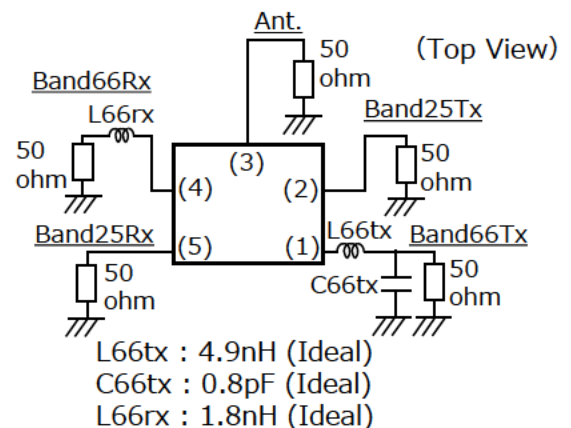 Ant.
50
ohm
(Top View)
Band66Rx
L66rx
50
ohm
Band25Tx
50
ohm
(3)
(4)
(2)
Band25Rx
(5)
(1)
L66tx
Band66Tx
50
ohm
C66tx
50
ohm
L66tx : 4.9nH (Ideal)
C66tx : 0.8pF (Ideal)
L66rx : 1.8nH (Ideal)